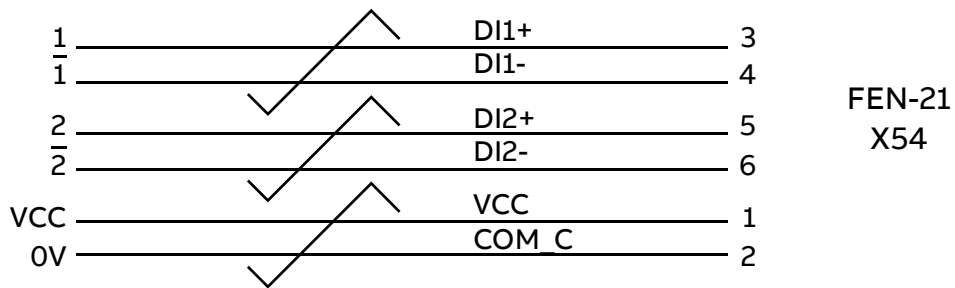 1 DI1+ 3
1̅ DI1- 4
2 DI2+ 5
2̅ DI2- 6
VCC VCC 1
0V COM_C 2
FEN-21
X54